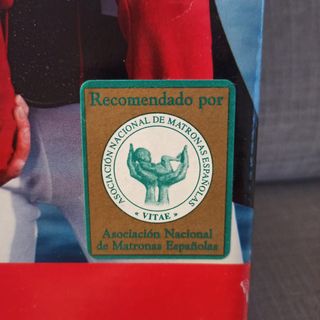 Recomendado por
ASOCIACIÓN NACIONAL DE MATRONAS ESPAÑOLAS
« VITAE »
Asociación Nacional
de Matronas Españolas